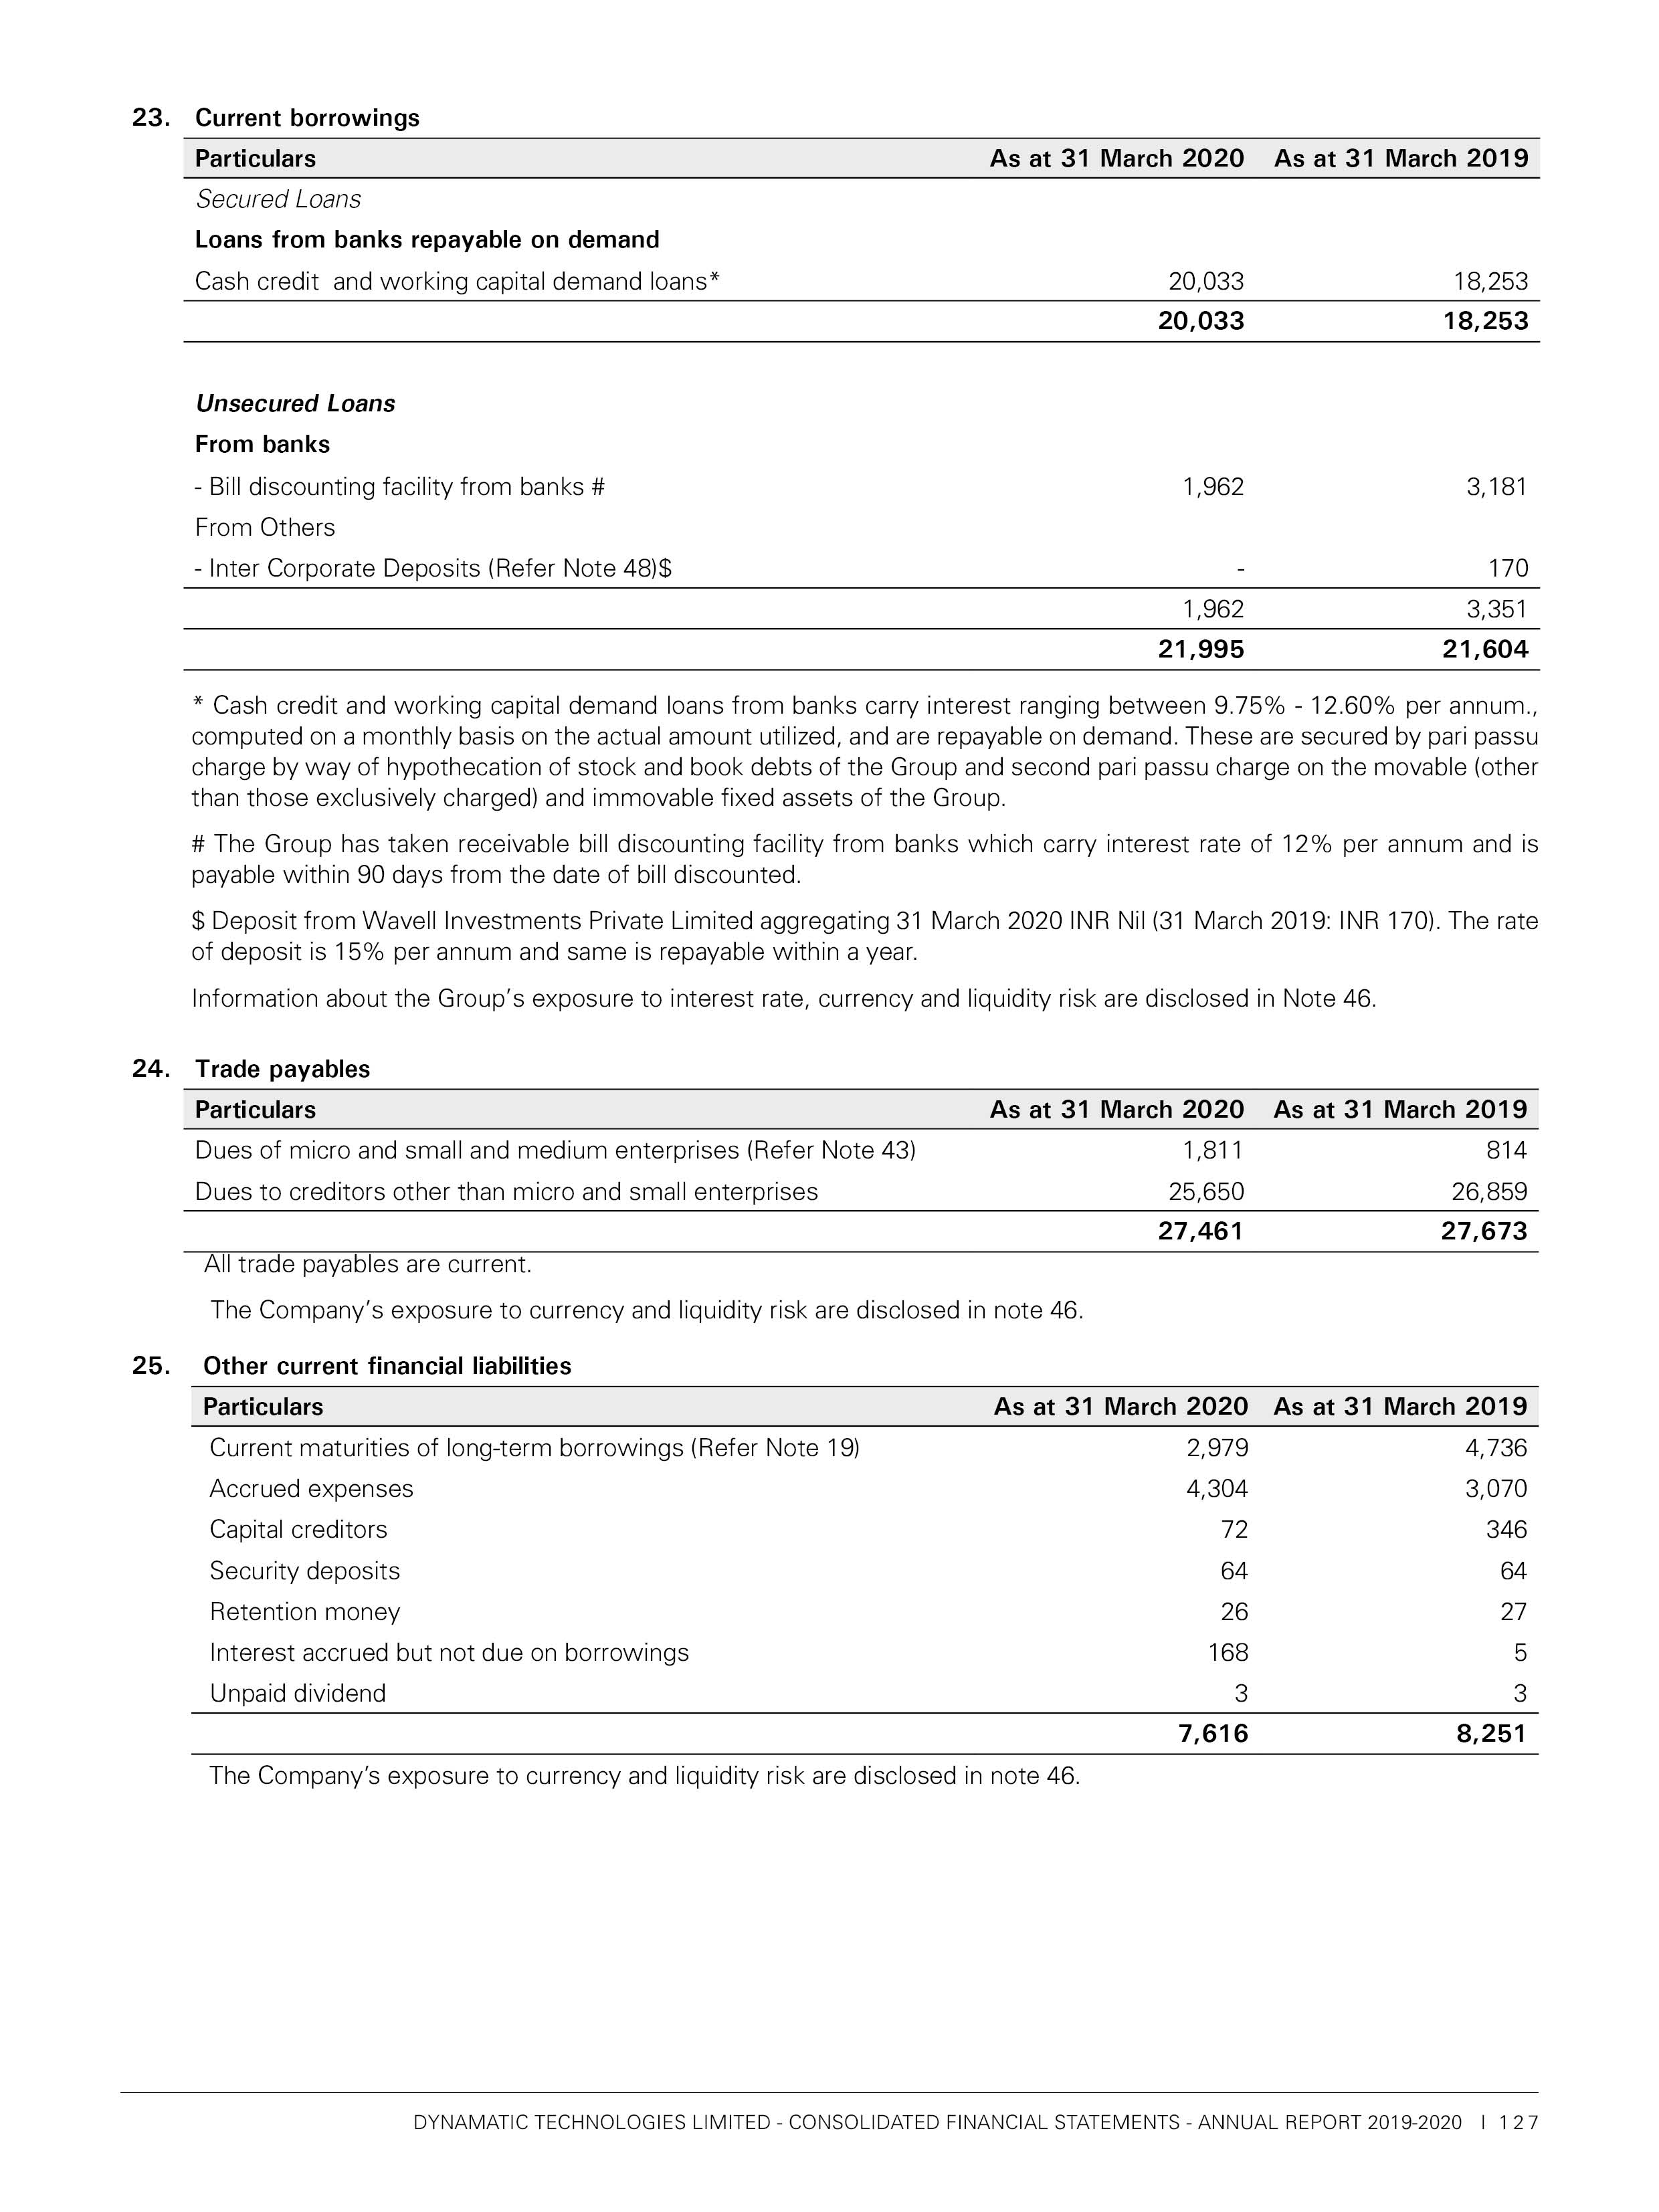 23. Current borrowings
Particulars As at 31 March 2020 As at 31 March 2019
Secured Loans
Loans from banks repayable on demand
Cash credit and working capital demand loans* 20,033 18,253
20,033 18,253
Unsecured Loans
From banks
- Bill discounting facility from banks # 1,962 3,181
From Others
- Inter Corporate Deposits (Refer Note 48)$ - 170
1,962 3,351
21,995 21,604
* Cash credit and working capital demand loans from banks carry interest ranging between 9.75% - 12.60% per annum.,
computed on a monthly basis on the actual amount utilized, and are repayable on demand. These are secured by pari passu
charge by way of hypothecation of stock and book debts of the Group and second pari passu charge on the movable (other
than those exclusively charged) and immovable fixed assets of the Group.
# The Group has taken receivable bill discounting facility from banks which carry interest rate of 12% per annum and is
payable within 90 days from the date of bill discounted.
$ Deposit from Wavell Investments Private Limited aggregating 31 March 2020 INR Nil (31 March 2019: INR 170). The rate
of deposit is 15% per annum and same is repayable within a year.
Information about the Group's exposure to interest rate, currency and liquidity risk are disclosed in Note 46.
24. Trade payables
Particulars As at 31 March 2020 As at 31 March 2019
Dues of micro and small and medium enterprises (Refer Note 43) 1,811 814
Dues to creditors other than micro and small enterprises 25,650 26,859
27,461 27,673
All trade payables are current.
The Company's exposure to currency and liquidity risk are disclosed in note 46.
25. Other current financial liabilities
Particulars As at 31 March 2020 As at 31 March 2019
Current maturities of long-term borrowings (Refer Note 19) 2,979 4,736
Accrued expenses 4,304 3,070
Capital creditors 72 346
Security deposits 64 64
Retention money 26 27
Interest accrued but not due on borrowings 168 5
Unpaid dividend 3 3
7,616 8,251
The Company's exposure to currency and liquidity risk are disclosed in note 46.
DYNAMATIC TECHNOLOGIES LIMITED - CONSOLIDATED FINANCIAL STATEMENTS - ANNUAL REPORT 2019-2020 I 127